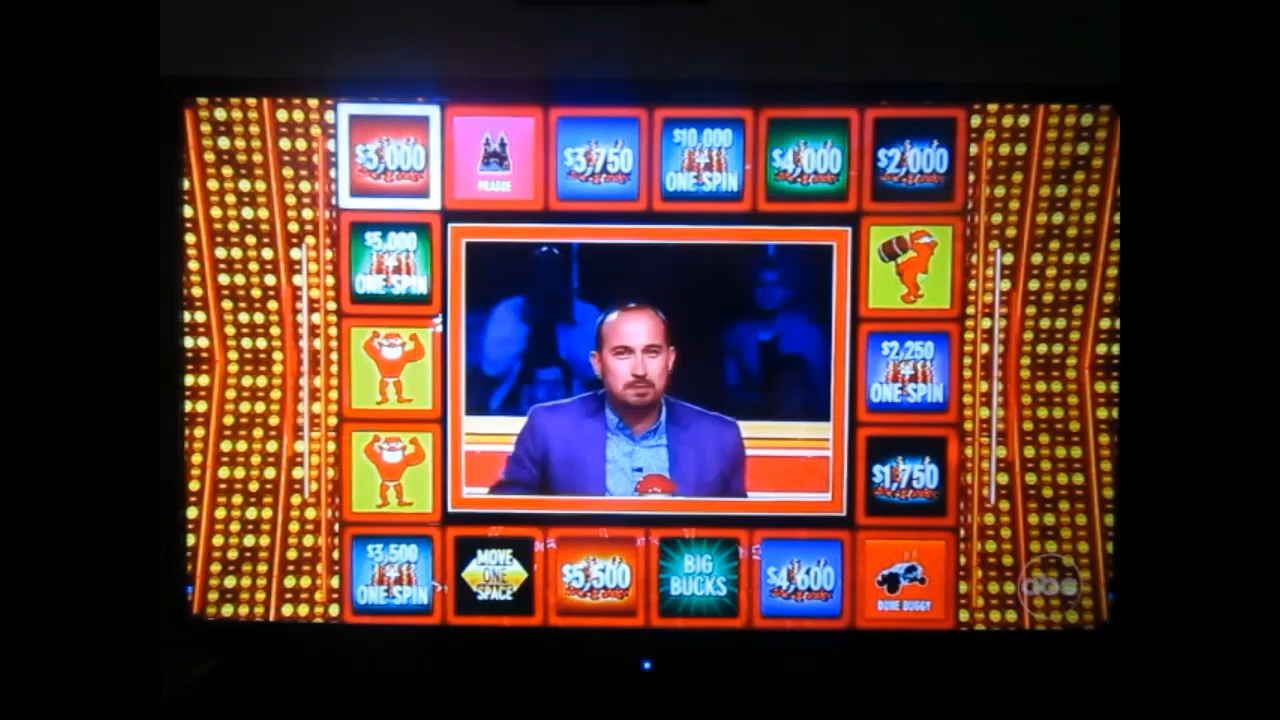 $3,000
PRAGUE
$3,750
$10,000
+
ONE SPIN
$4,000
$2,000
$5,000
+
ONE SPIN
$2,250
+
ONE SPIN
$1,750
$3,500
+
ONE SPIN
MOVE
ONE
SPACE
$5,500
BIG
BUCKS
$4,600
DUNE BUGGY
abc